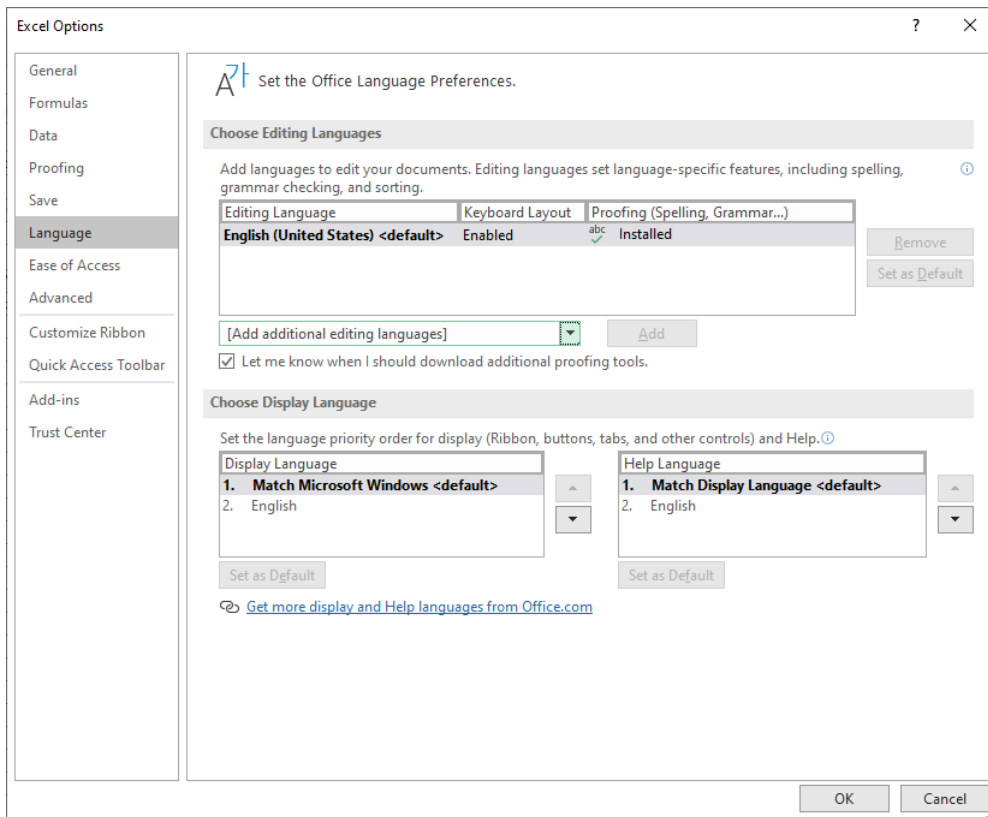 Excel Options
?
General
Formulas
Data
Proofing
Save
Language
Ease of Access
Advanced
Customize Ribbon
Quick Access Toolbar
Add-ins
Trust Center
Set the Office Language Preferences.
Choose Editing Languages
Add languages to edit your documents. Editing languages set language-specific features, including spelling,
grammar checking, and sorting.
Editing Language Keyboard Layout Proofing (Spelling, Grammar...)
English (United States) <default> Enabled abc Installed
Remove
Set as Default
[Add additional editing languages] Add
Let me know when I should download additional proofing tools.
Choose Display Language
Set the language priority order for display (Ribbon, buttons, tabs, and other controls) and Help.
Display Language
1. Match Microsoft Windows <default>
2. English
Set as Default
Help Language
1. Match Display Language <default>
2. English
Set as Default
Get more display and Help languages from Office.com
OK Cancel